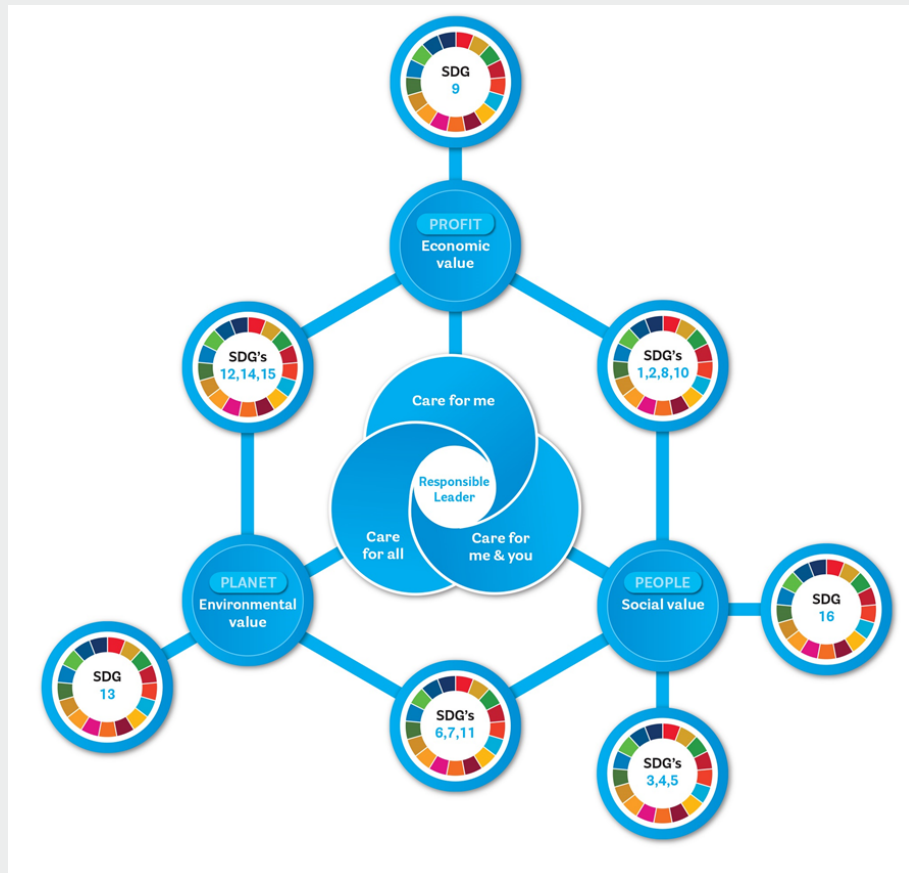 SDG
9
PROFIT
Economic
value
SDG's
12,14,15
SDG's
1,2,8,10
Care for me
Responsible
Leader
Care
for all
Care for
me & you
PLANET
Environmental
value
PEOPLE
Social value
SDG
16
SDG
13
SDG's
6,7,11
SDG's
3,4,5